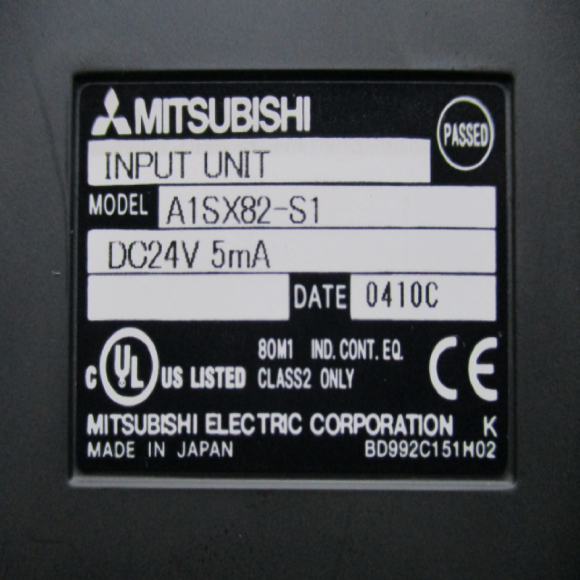 MITSUBISHI
PASSED
INPUT UNIT
MODEL A1SX82-S1
DC24V 5mA
DATE 0410C
C UL US LISTED 80M1 IND. CONT. EQ. CLASS2 ONLY CE
MITSUBISHI ELECTRIC CORPORATION K
MADE IN JAPAN BD992C151H02